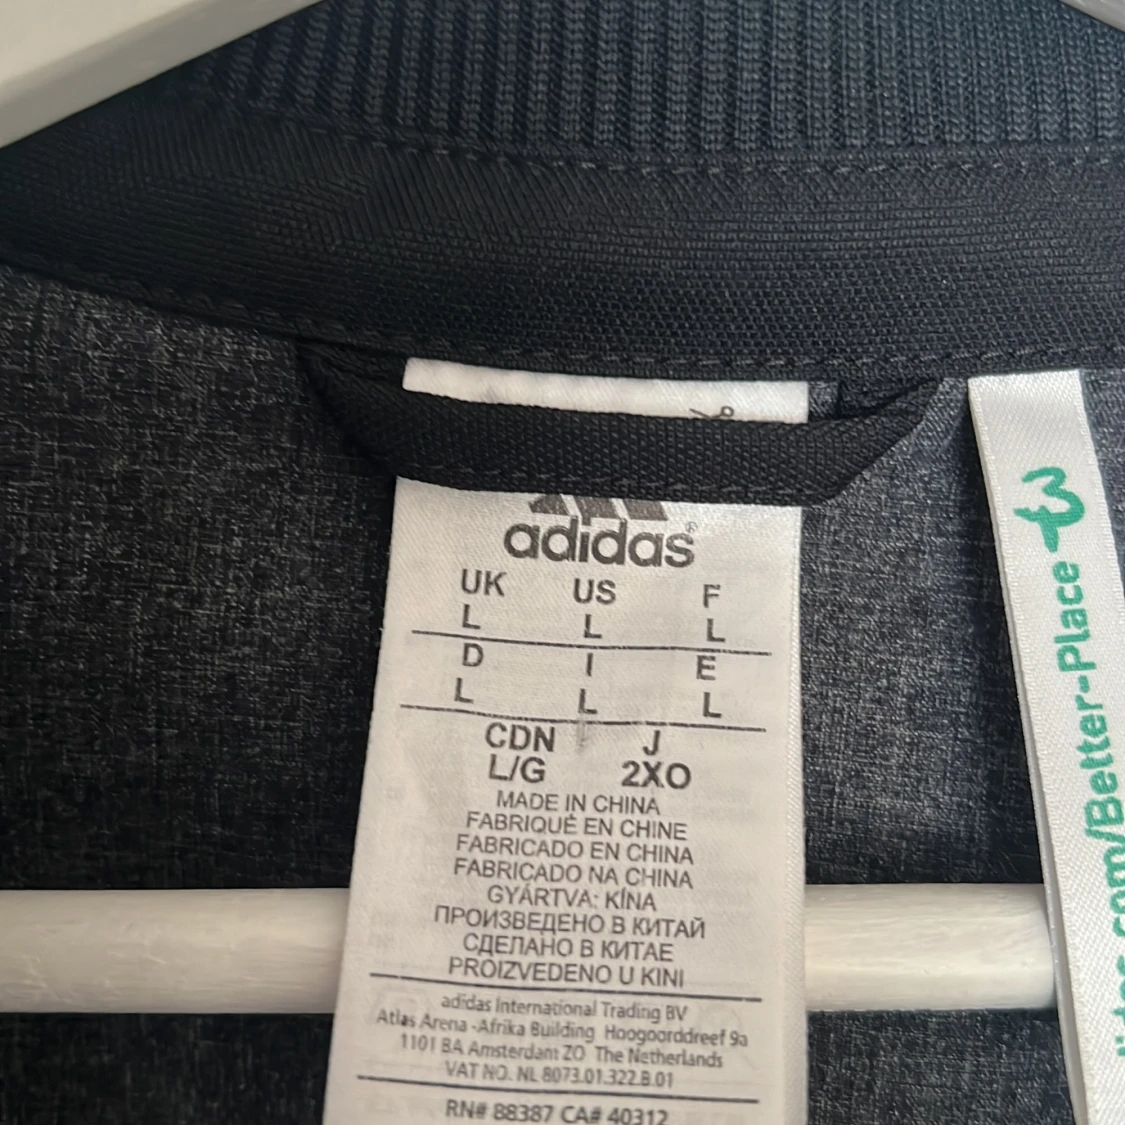 adidas®
UK US F
L L L
D I E
L L L
CDN J
L/G 2XO
MADE IN CHINA
FABRIQUÉ EN CHINE
FABRICADO EN CHINA
FABRICADO NA CHINA
GYÁRTVA: KÍNA
ПРОИЗВЕДЕНО В КИТАЙ
СДЕЛАНО В КИТАЕ
PROIZVEDENO U KINI
adidas International Trading BV
Atlas Arena -Afrika Building Hoogoorddreef 9a
1101 BA Amsterdam ZO The Netherlands
VAT NO. NL 8073.01.322.B.01
RN# 88387 CA# 40312
.com/Better-Place